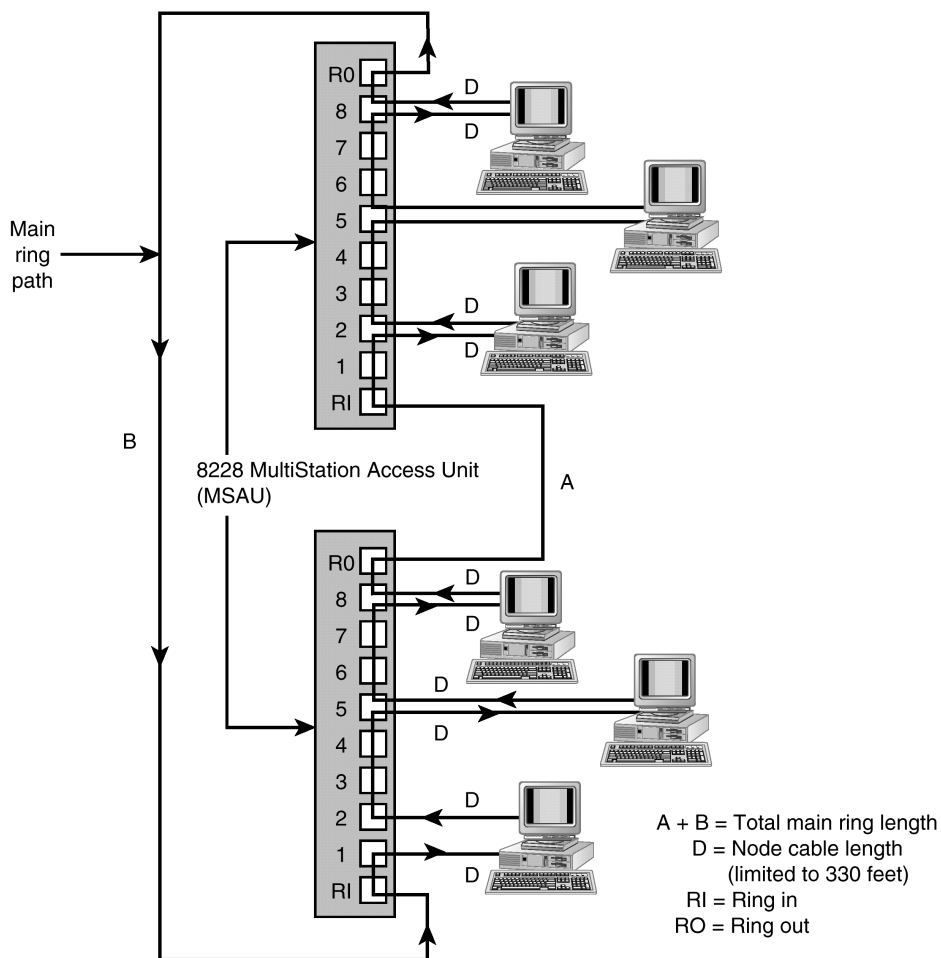 R0
D
8
D
7
6
5
4
3
D
2
D
1
RI
Main
ring
path
B
8228 MultiStation Access Unit
(MSAU)
A
R0
D
8
D
7
6
D
5
D
4
3
D
2
1
D
RI
A + B = Total main ring length
D = Node cable length
(limited to 330 feet)
RI = Ring in
RO = Ring out